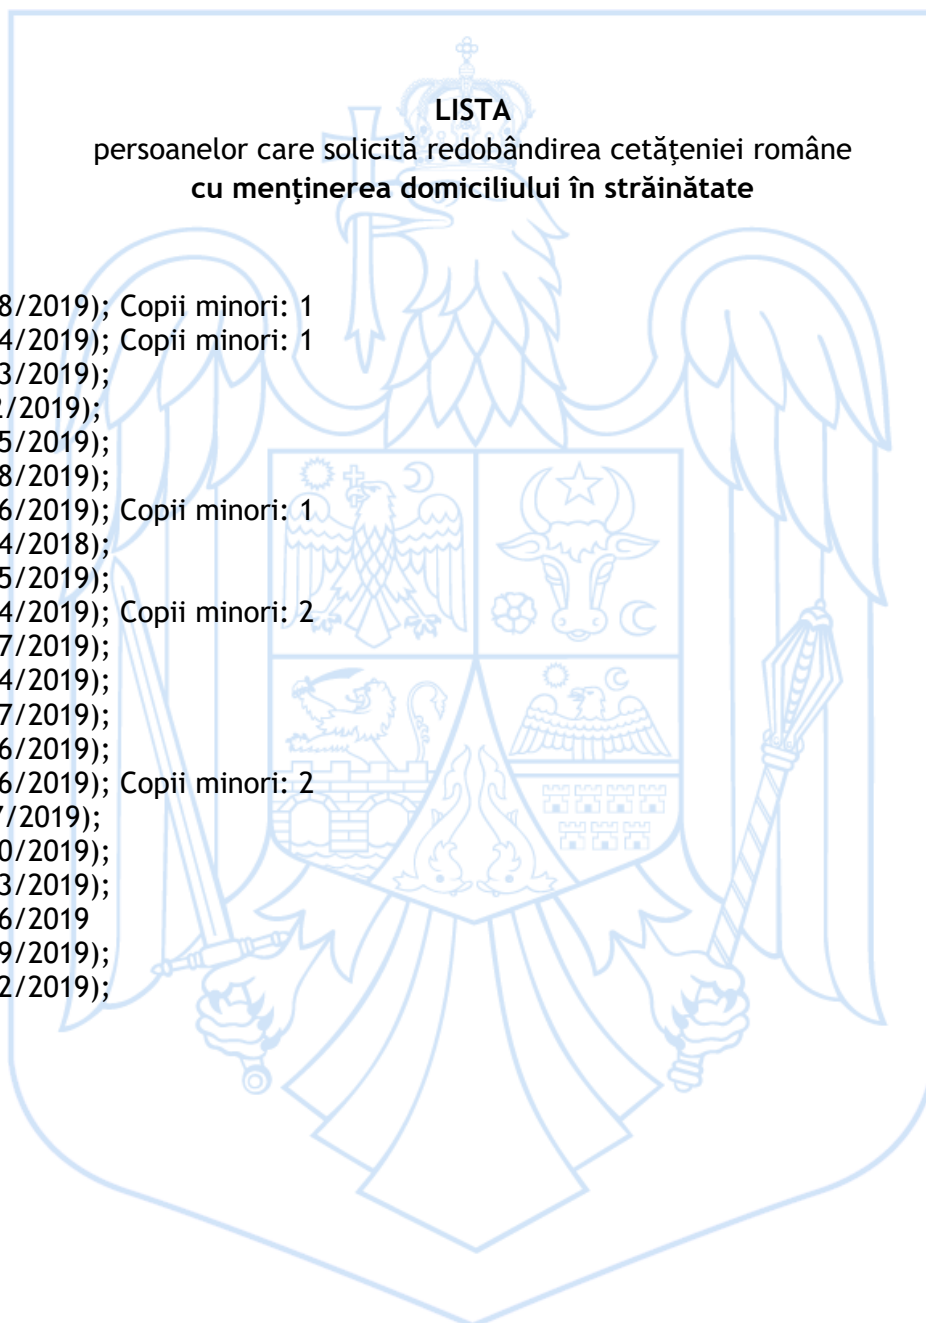 LISTA
persoanelor care solicită redobândirea cetăţeniei române
cu menţinerea domiciliului în străinătate
8/2019); Copii minori: 1
4/2019); Copii minori: 1
3/2019);
2/2019);
5/2019);
8/2019);
6/2019); Copii minori: 1
4/2018);
5/2019);
4/2019); Copii minori: 2
7/2019);
4/2019);
7/2019);
6/2019);
6/2019); Copii minori: 2
7/2019);
0/2019);
3/2019);
6/2019
9/2019);
2/2019);